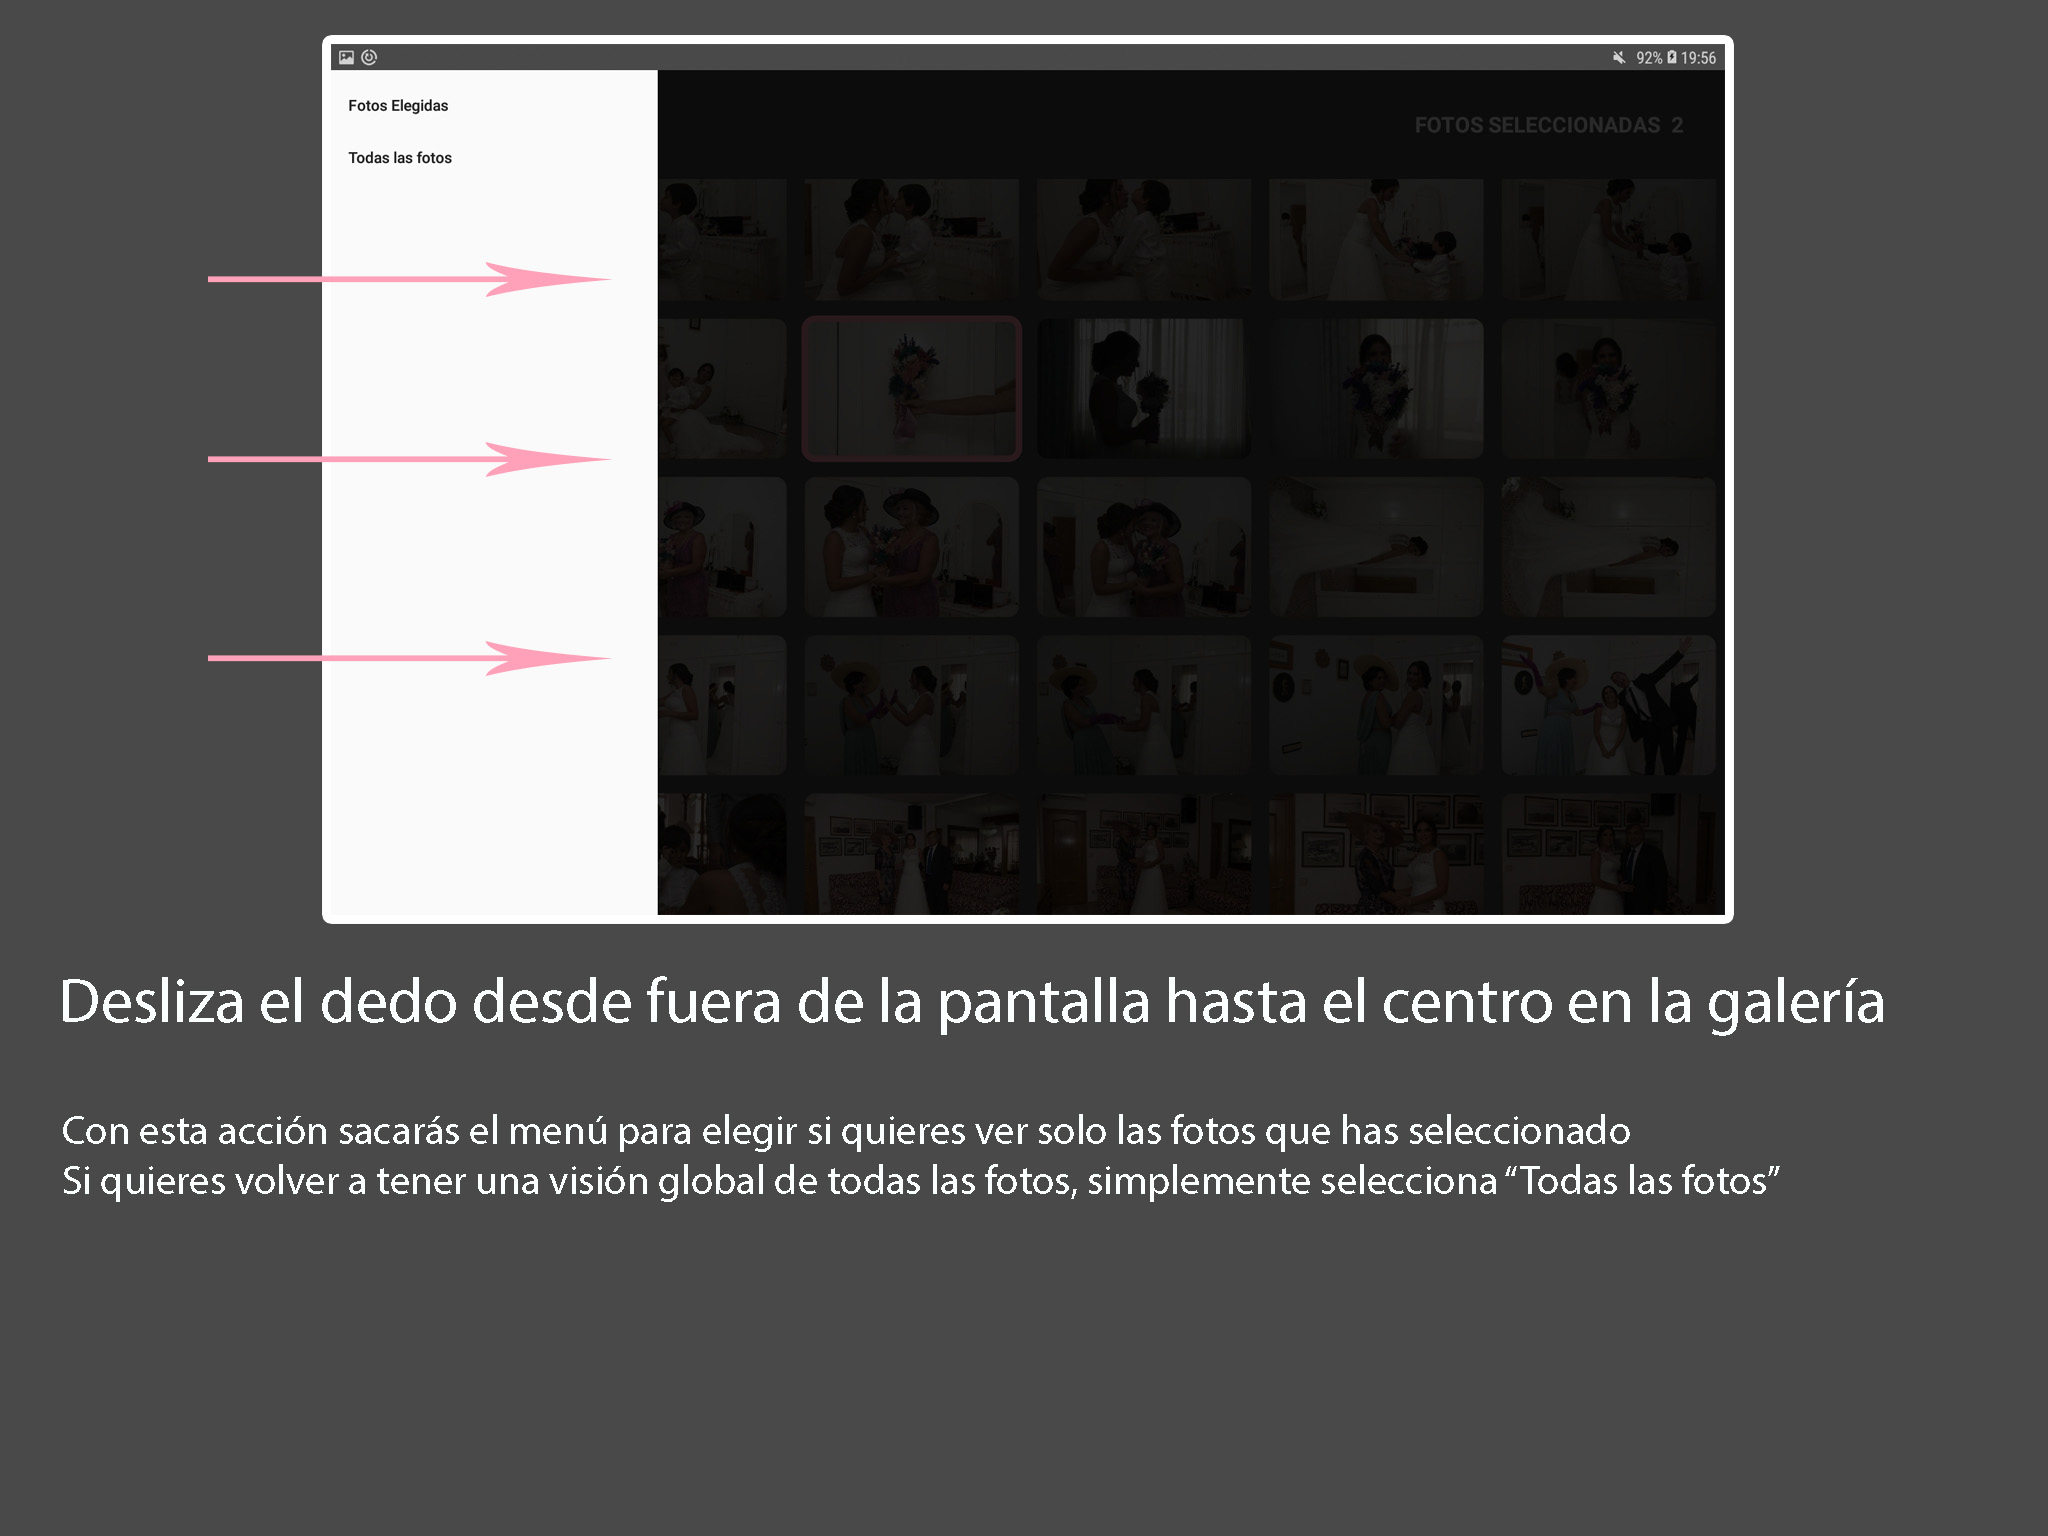 92% 19:56
Fotos Elegidas
FOTOS SELECCIONADAS 2
Todas las fotos
Desliza el dedo desde fuera de la pantalla hasta el centro en la galería
Con esta acción sacarás el menú para elegir si quieres ver solo las fotos que has seleccionado
Si quieres volver a tener una visión global de todas las fotos, simplemente selecciona “Todas las fotos”